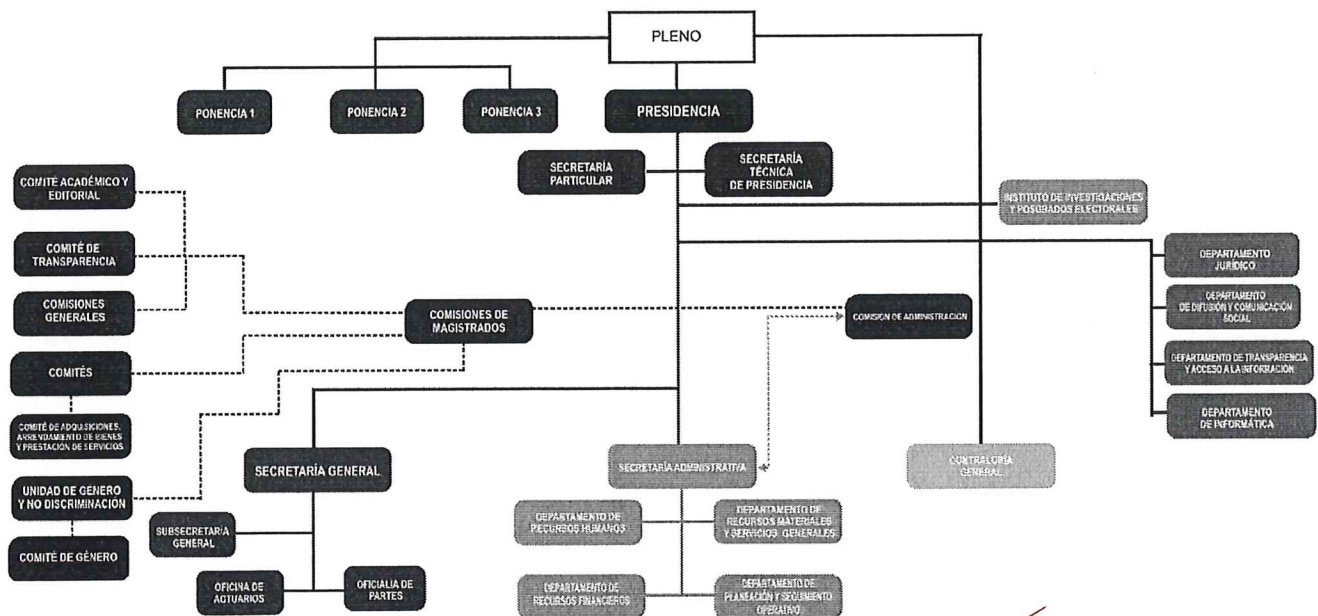 PLENO
PONENCIA 1
PONENCIA 2
PONENCIA 3
PRESIDENCIA
SECRETARÍA
PARTICULAR
SECRETARÍA
TÉCNICA
DE PRESIDENCIA
COMITÉ ACADÉMICO Y
EDITORIAL
INSTITUTO DE INVESTIGACIONES
Y POSGRADOS ELECTORALES
COMITÉ DE
TRANSPARENCIA
DEPARTAMENTO
JURÍDICO
COMISIONES
GENERALES
COMISIONES DE
MAGISTRADOS
COMISIÓN DE ADMINISTRACIÓN
DEPARTAMENTO
DE DIFUSIÓN Y COMUNICACIÓN
SOCIAL
COMITÉS
DEPARTAMENTO DE TRANSPARENCIA
Y ACCESO A LA INFORMACIÓN
COMITÉ DE ADQUISICIONES,
ARRENDAMIENTO DE BIENES
Y PRESTACIÓN DE SERVICIOS
DEPARTAMENTO
DE INFORMÁTICA
SECRETARÍA GENERAL
SECRETARÍA ADMINISTRATIVA
CONTRALORÍA
GENERAL
UNIDAD DE GÉNERO
Y NO DISCRIMINACIÓN
SUBSECRETARÍA
GENERAL
DEPARTAMENTO DE
RECURSOS HUMANOS
DEPARTAMENTO DE
RECURSOS MATERIALES
Y SERVICIOS GENERALES
COMITÉ DE GÉNERO
OFICINA DE
ACTUARIOS
OFICIALIA DE
PARTES
DEPARTAMENTO DE
RECURSOS FINANCIEROS
DEPARTAMENTO DE
PLANEACIÓN Y SEGUIMIENTO
OPERATIVO